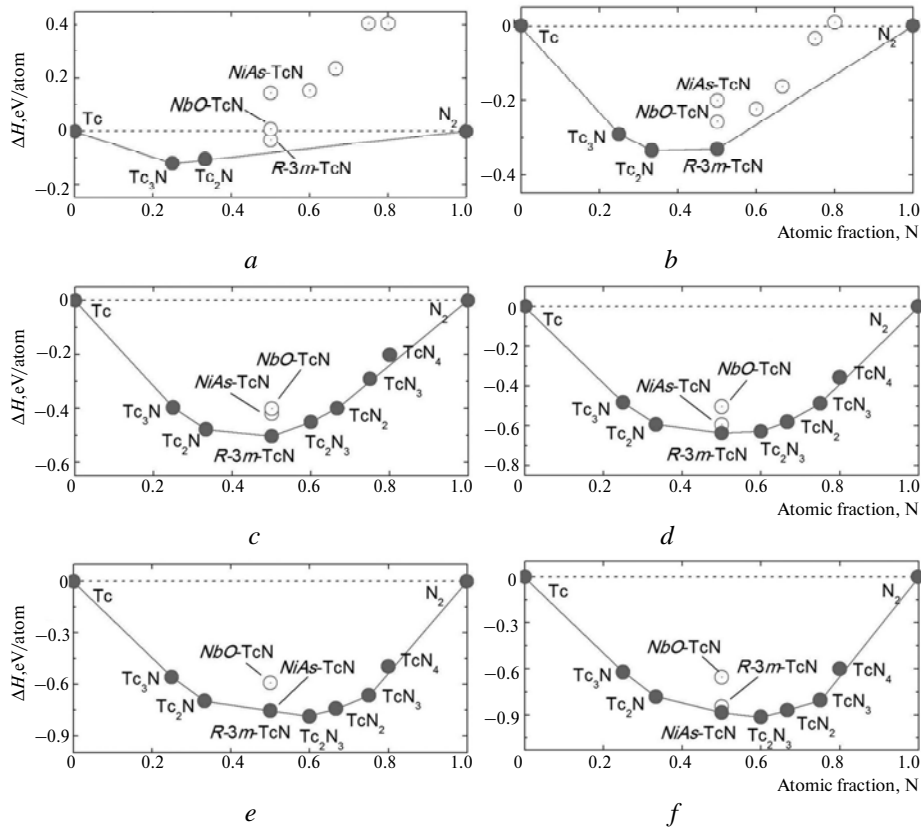 ΔH,eV/atom
0.4
0.2
0
−0.2
Tc
N2
NiAs-TcN
NbO-TcN
R-3m-TcN
Tc3N
Tc2N
0 0.2 0.4 0.6 0.8 1.0
a
ΔH,eV/atom
0
−0.2
−0.4
Tc
N2
NiAs-TcN
NbO-TcN
Tc3N
Tc2N
R-3m-TcN
0 0.2 0.4 0.6 0.8 1.0
Atomic fraction, N
b
ΔH,eV/atom
0
−0.2
−0.4
−0.6
Tc
N2
NbO-TcN
NiAs-TcN
TcN4
TcN3
TcN2
Tc3N
Tc2N
Tc2N3
R-3m-TcN
0 0.2 0.4 0.6 0.8 1.0
c
ΔH,eV/atom
0
−0.2
−0.4
−0.6
−0.8
Tc
N2
NbO-TcN
NiAs-TcN
TcN4
TcN3
TcN2
Tc3N
Tc2N
Tc2N3
R-3m-TcN
0 0.2 0.4 0.6 0.8 1.0
Atomic fraction, N
d
ΔH,eV/atom
0
−0.3
−0.6
−0.9
Tc
N2
NbO-TcN
NiAs-TcN
TcN4
TcN3
TcN2
Tc3N
Tc2N
R-3m-TcN
Tc2N3
0 0.2 0.4 0.6 0.8 1.0
e
ΔH,eV/atom
0
−0.3
−0.6
−0.9
Tc
N2
NbO-TcN
R-3m-TcN
TcN4
TcN3
TcN2
Tc3N
Tc2N
NiAs-TcN
Tc2N3
0 0.2 0.4 0.6 0.8 1.0
Atomic fraction, N
f